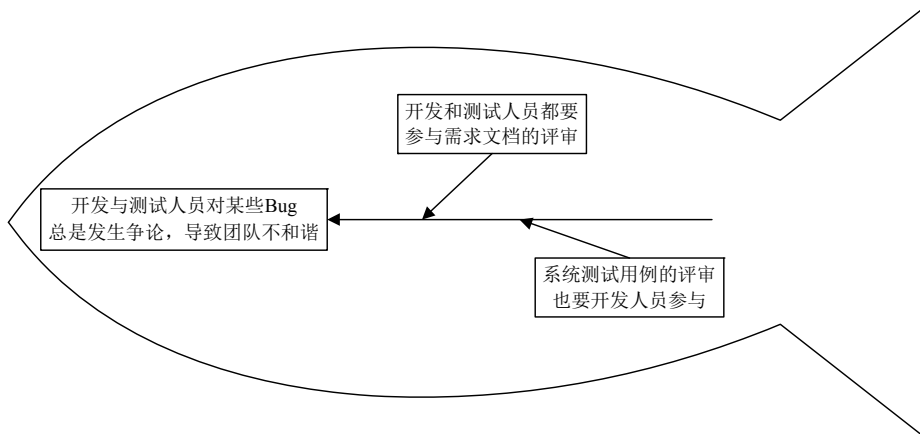 开发和测试人员都要
参与需求文档的评审
开发与测试人员对某些Bug
总是发生争论，导致团队不和谐
系统测试用例的评审
也要开发人员参与